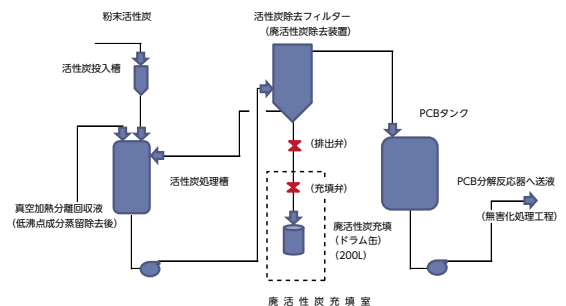 粉末活性炭
活性炭投入槽
活性炭除去フィルター
(廃活性炭除去装置)
PCBタンク
(排出弁)
活性炭処理槽
(充填弁)
真空加熱分離回収液
(低沸点成分蒸留除去後)
廃活性炭充填
(ドラム缶)
(200L)
PCB分解反応器へ送液
(無害化処理工程)
廃活性炭充填室